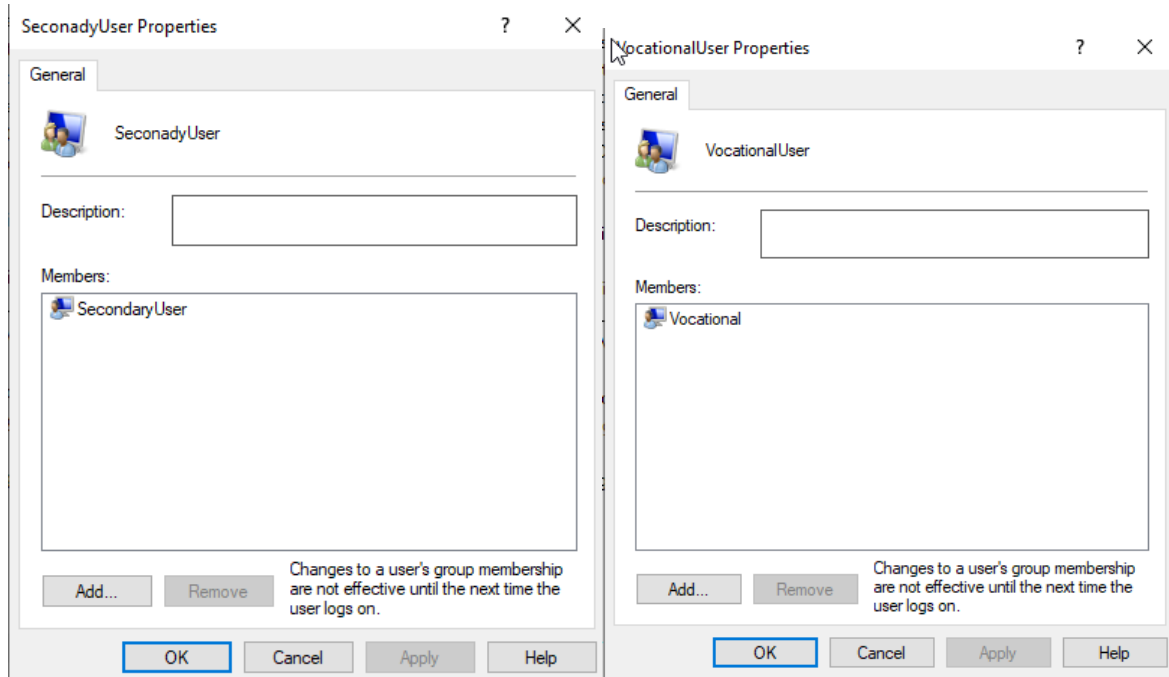 SeconadyUser Properties
?
General
SeconadyUser
Description:
Members:
SecondaryUser
Add...
Remove
Changes to a user's group membership
are not effective until the next time the
user logs on.
OK
Cancel
Apply
Help
VocationalUser Properties
?
General
VocationalUser
Description:
Members:
Vocational
Add...
Remove
Changes to a user's group membership
are not effective until the next time the
user logs on.
OK
Cancel
Apply
Help